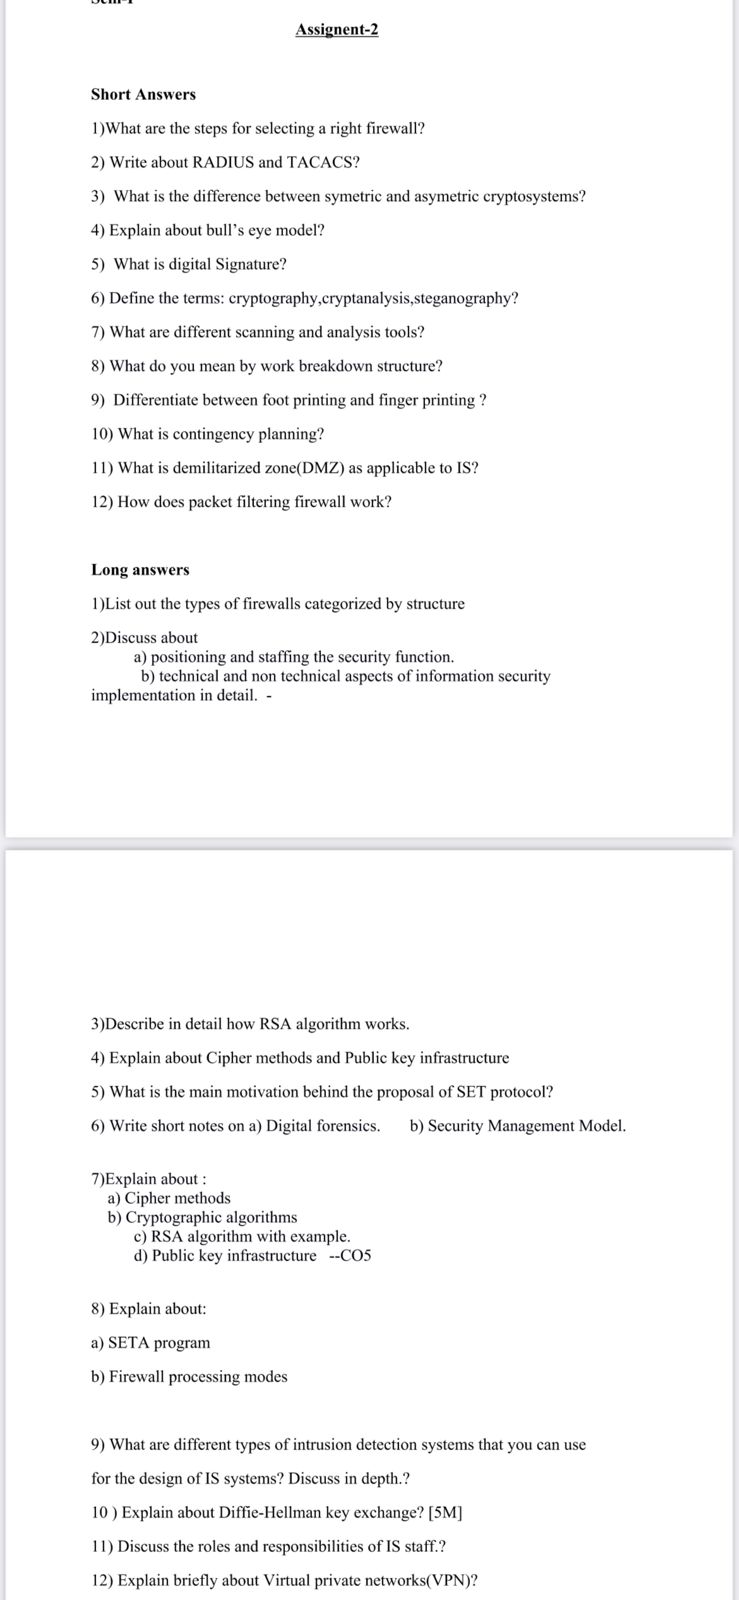 Assignent-2
Short Answers
1)What are the steps for selecting a right firewall?
2) Write about RADIUS and TACACS?
3) What is the difference between symetric and asymetric cryptosystems?
4) Explain about bull’s eye model?
5) What is digital Signature?
6) Define the terms: cryptography,cryptanalysis,steganography?
7) What are different scanning and analysis tools?
8) What do you mean by work breakdown structure?
9) Differentiate between foot printing and finger printing ?
10) What is contingency planning?
11) What is demilitarized zone(DMZ) as applicable to IS?
12) How does packet filtering firewall work?
Long answers
1)List out the types of firewalls categorized by structure
2)Discuss about
a) positioning and staffing the security function.
b) technical and non technical aspects of information security
implementation in detail. -
3)Describe in detail how RSA algorithm works.
4) Explain about Cipher methods and Public key infrastructure
5) What is the main motivation behind the proposal of SET protocol?
6) Write short notes on a) Digital forensics. b) Security Management Model.
7)Explain about :
a) Cipher methods
b) Cryptographic algorithms
c) RSA algorithm with example.
d) Public key infrastructure --CO5
8) Explain about:
a) SETA program
b) Firewall processing modes
9) What are different types of intrusion detection systems that you can use
for the design of IS systems? Discuss in depth.?
10 ) Explain about Diffie-Hellman key exchange? [5M]
11) Discuss the roles and responsibilities of IS staff.?
12) Explain briefly about Virtual private networks(VPN)?